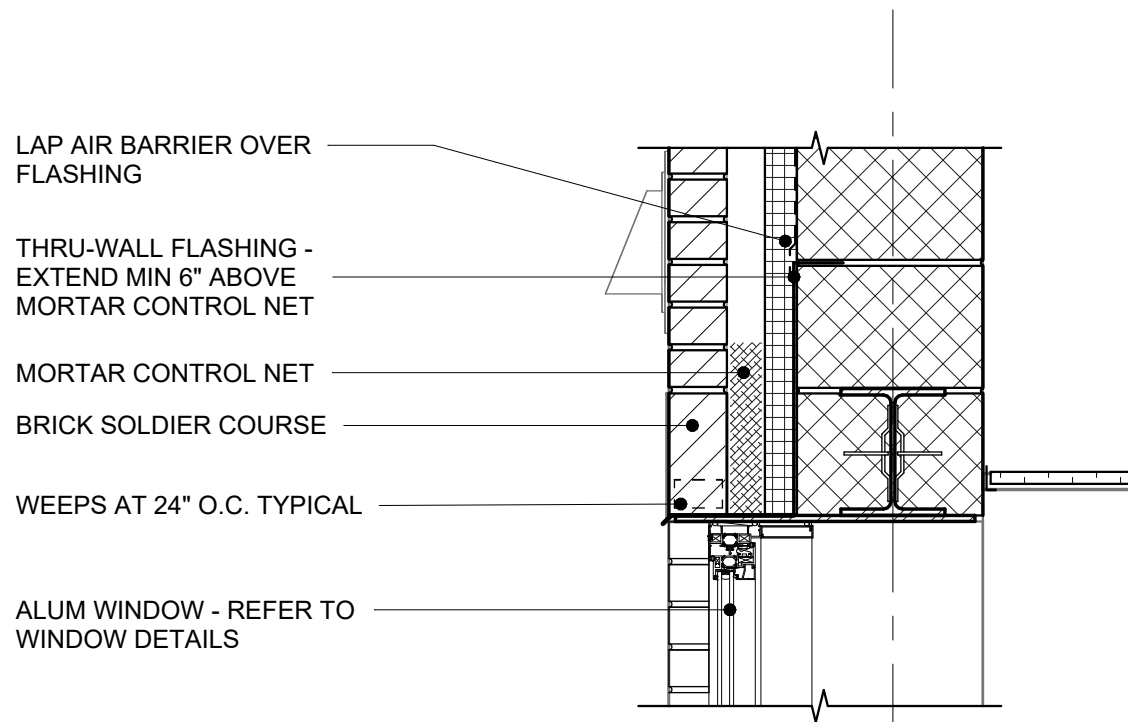 LAP AIR BARRIER OVER
FLASHING
THRU-WALL FLASHING -
EXTEND MIN 6" ABOVE
MORTAR CONTROL NET
MORTAR CONTROL NET
BRICK SOLDIER COURSE
WEEPS AT 24" O.C. TYPICAL
ALUM WINDOW - REFER TO
WINDOW DETAILS